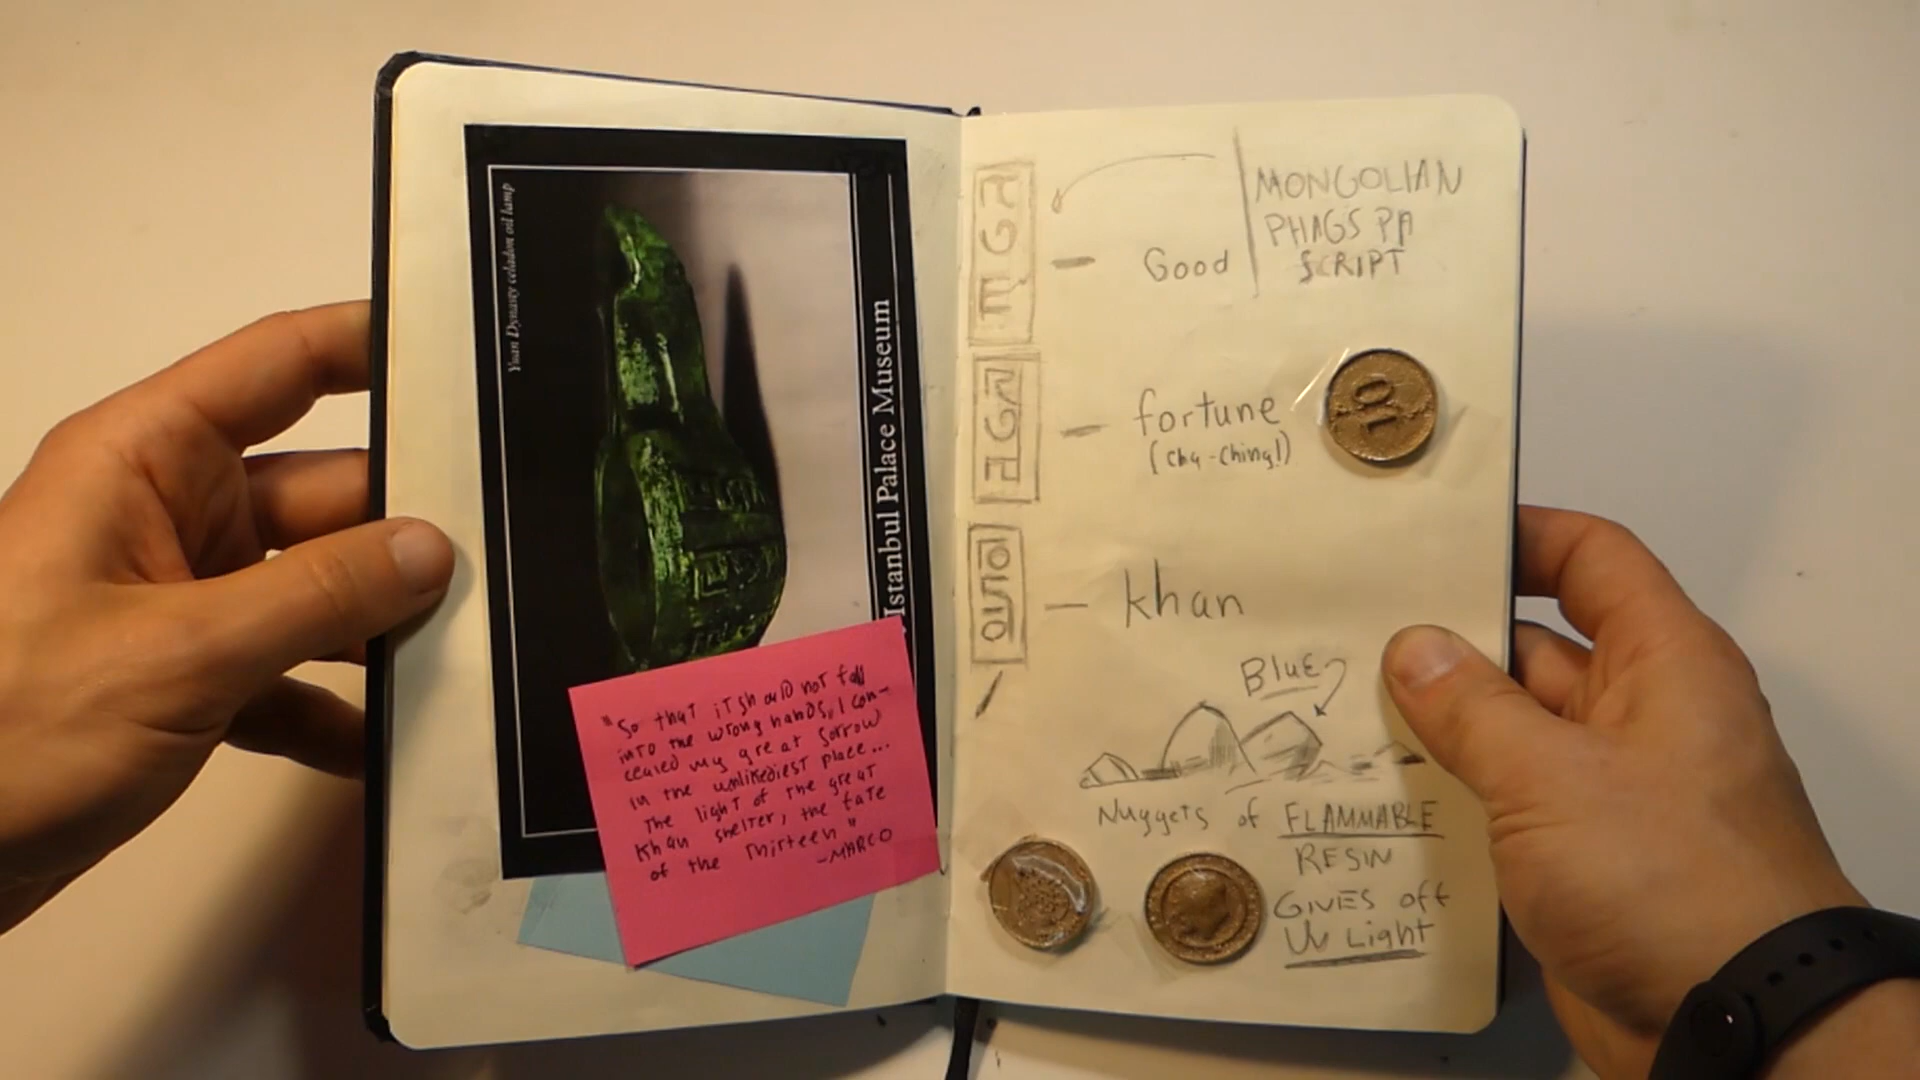 Yuan Dynasty celadon oil lamp
Istanbul Palace Museum
"So that it should not fall
into the wrong hands, I con-
cealed my great sorrow
in the unlikeliest place...
The light of the great
Khan shelter, the fate
of the Thirteen"
-MARCO
MONGOLIAN
PHAGS PA
SCRIPT
Good
fortune
(Cha-Ching!)
khan
BLUE
Nuggets of FLAMMABLE
RESIN
GIVES off
UV Light